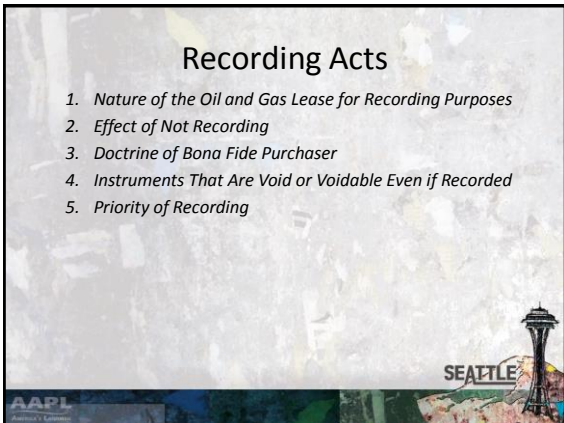 Recording Acts
1. Nature of the Oil and Gas Lease for Recording Purposes
2. Effect of Not Recording
3. Doctrine of Bona Fide Purchaser
4. Instruments That Are Void or Voidable Even if Recorded
5. Priority of Recording
SEATTLE
AAPL